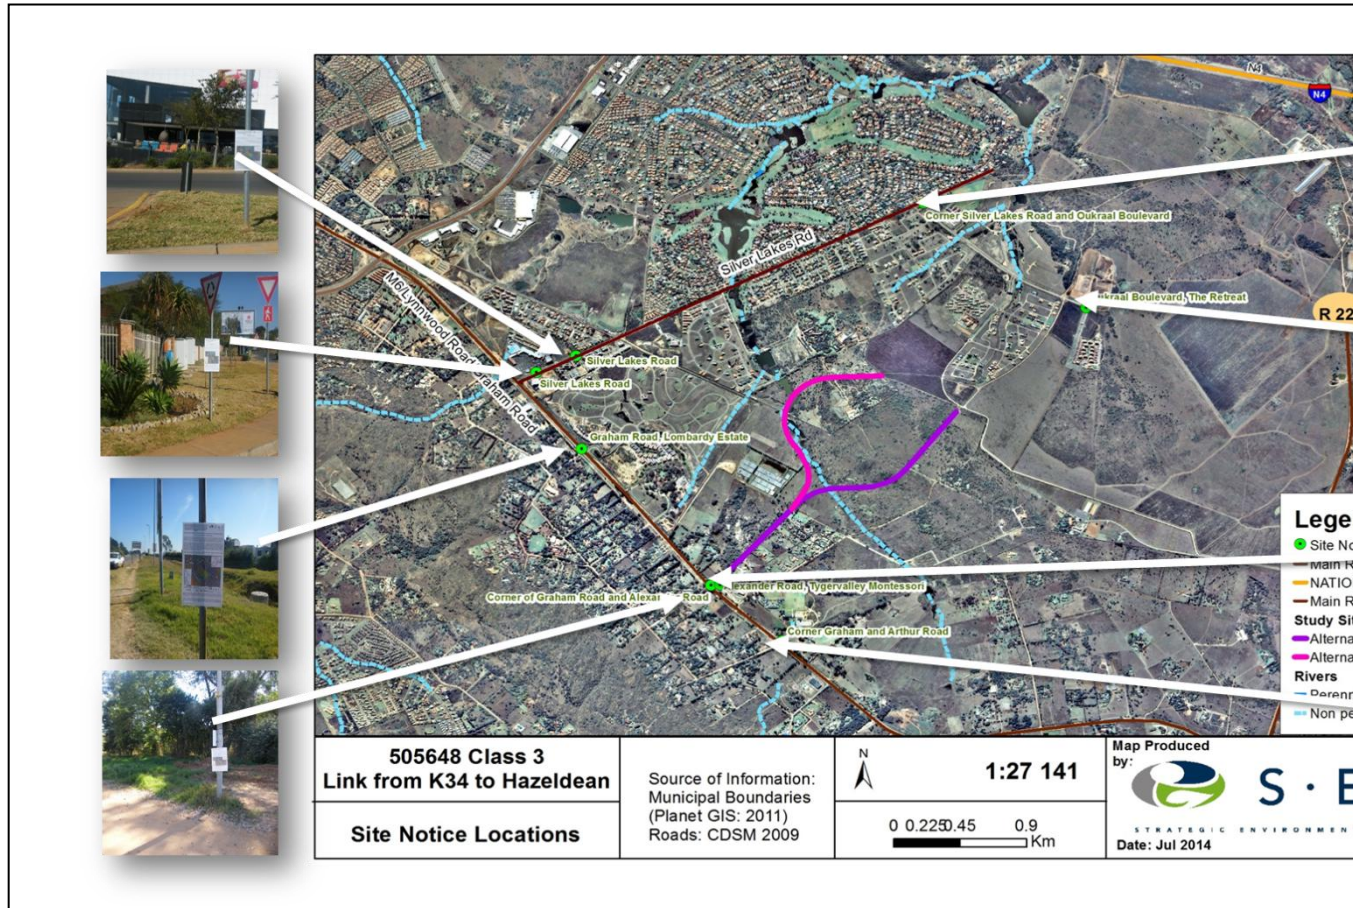 N4
N4
Corner Silver Lakes Road and Oukraal Boulevard
Silver Lakes Rd
Boulevard, The Retreat
R 22
M6/Lynnwood Road
Graham Road
Silver Lakes Road
Silver Lakes Road
Graham Road, Lombardy Estate
Alexander Road, Tygervalley Montessori
Corner of Graham Road and Road
Corner Graham and Arthur Road
Lege
Site No
Main R
NATIO
Main R
Study Sit
Alterna
Alterna
Rivers
Perenn
Non pe
505648 Class 3
Link from K34 to Hazeldean
Site Notice Locations
Source of Information:
Municipal Boundaries
(Planet GIS: 2011)
Roads: CDSM 2009
N
1:27 141
0 0.225 0.45 0.9
Km
Map Produced
by:
S · E
STRATEGIC ENVIRONMEN
Date: Jul 2014